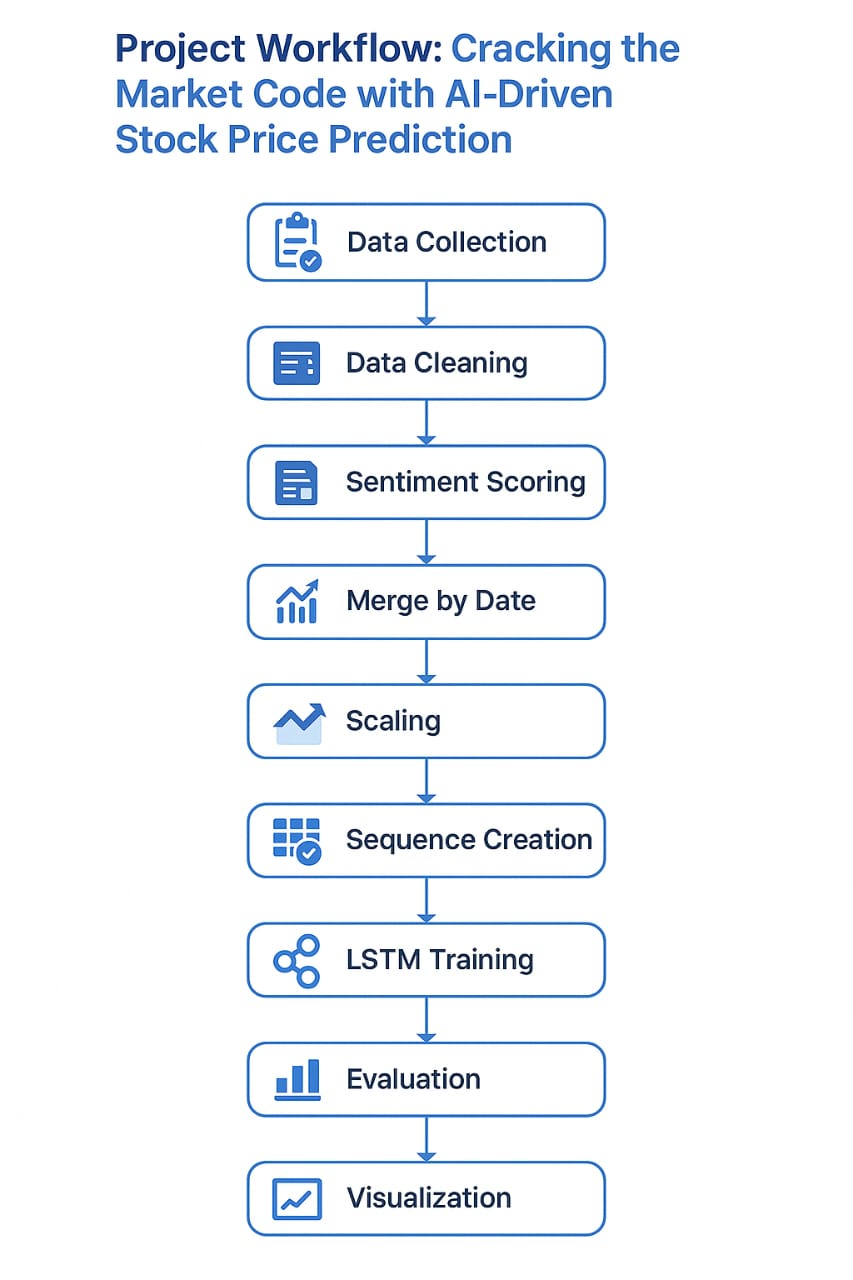 Project Workflow: Cracking the
Market Code with AI-Driven
Stock Price Prediction
Data Collection
Data Cleaning
Sentiment Scoring
Merge by Date
Scaling
Sequence Creation
LSTM Training
Evaluation
Visualization